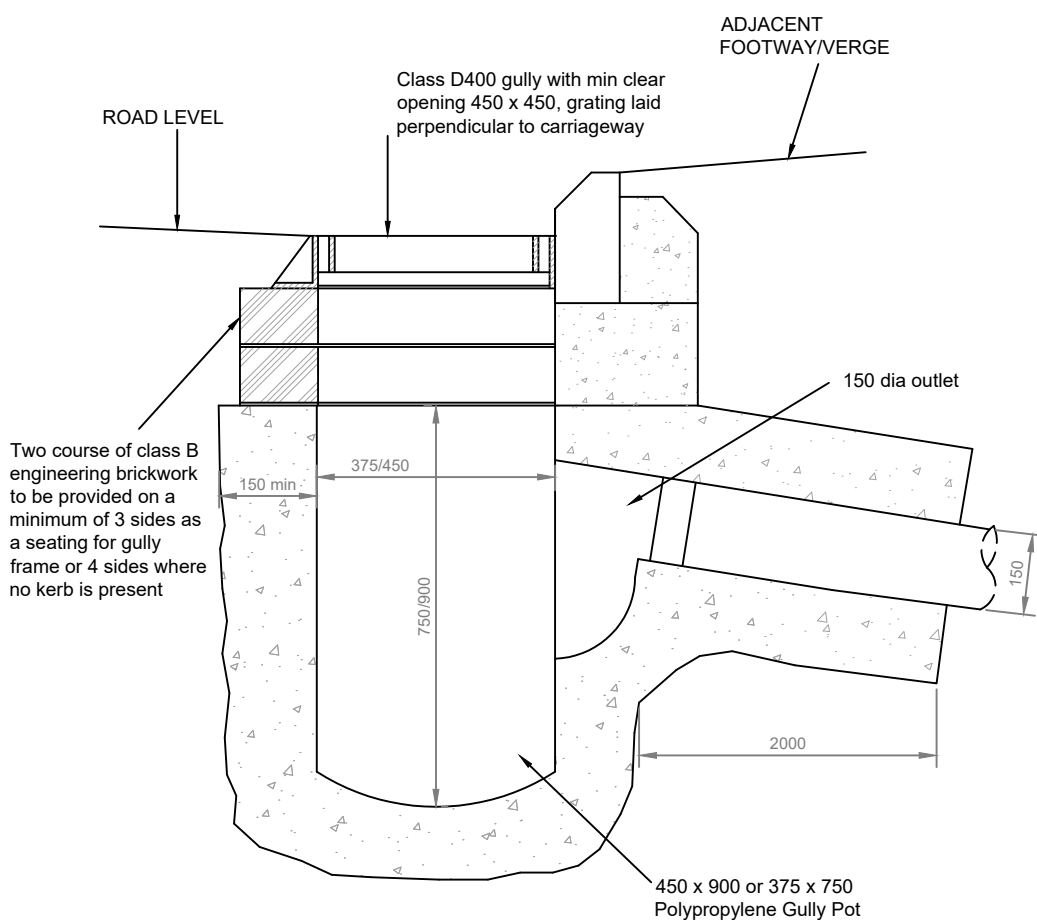 ADJACENT
FOOTWAY/VERGE
Class D400 gully with min clear
opening 450 x 450, grating laid
perpendicular to carriageway
ROAD LEVEL
150 dia outlet
Two course of class B
engineering brickwork
to be provided on a
minimum of 3 sides as
a seating for gully
frame or 4 sides where
no kerb is present
375/450
150 min
750/900
150
2000
450 x 900 or 375 x 750
Polypropylene Gully Pot